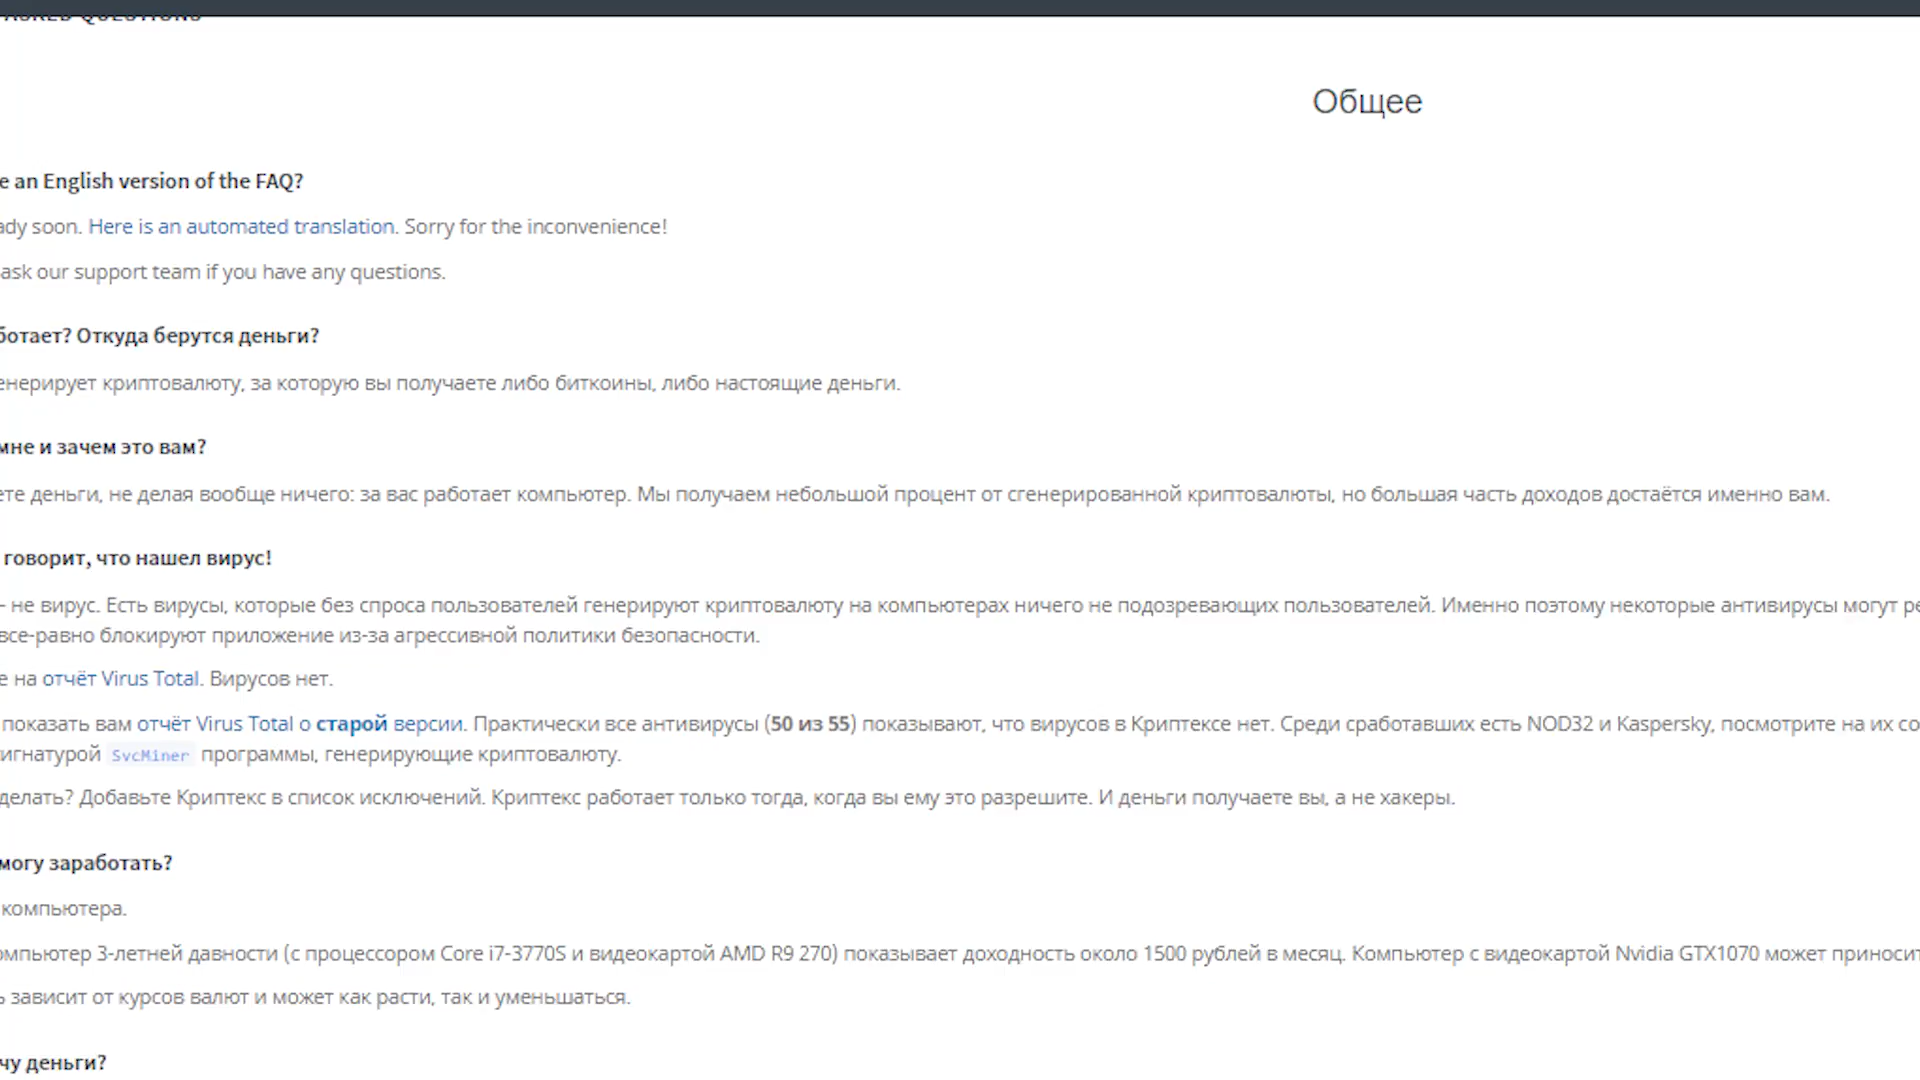 ASKED QUESTIONS
Общее
e an English version of the FAQ?
ady soon. Here is an automated translation. Sorry for the inconvenience!
ask our support team if you have any questions.
ботает? Откуда берутся деньги?
енерирует криптовалюту, за которую вы получаете либо биткоины, либо настоящие деньги.
мне и зачем это вам?
ете деньги, не делая вообще ничего: за вас работает компьютер. Мы получаем небольшой процент от сгенерированной криптовалюты, но большая часть доходов достаётся именно вам.
говорит, что нашел вирус!
– не вирус. Есть вирусы, которые без спроса пользователей генерируют криптовалюту на компьютерах ничего не подозревающих пользователей. Именно поэтому некоторые антивирусы могут ре
все-равно блокируют приложение из-за агрессивной политики безопасности.
е на отчёт Virus Total. Вирусов нет.
показать вам отчёт Virus Total о старой версии. Практически все антивирусы (50 из 55) показывают, что вирусов в Криптексе нет. Среди сработавших есть NOD32 и Kaspersky, посмотрите на их со
игнатурой SvcMiner программы, генерирующие криптовалюту.
делать? Добавьте Криптекс в список исключений. Криптекс работает только тогда, когда вы ему это разрешите. И деньги получаете вы, а не хакеры.
могу заработать?
компьютера.
омпьютер 3-летней давности (с процессором Core i7-3770S и видеокартой AMD R9 270) показывает доходность около 1500 рублей в месяц. Компьютер с видеокартой Nvidia GTX1070 может приносит
ь зависит от курсов валют и может как расти, так и уменьшаться.
чу деньги?